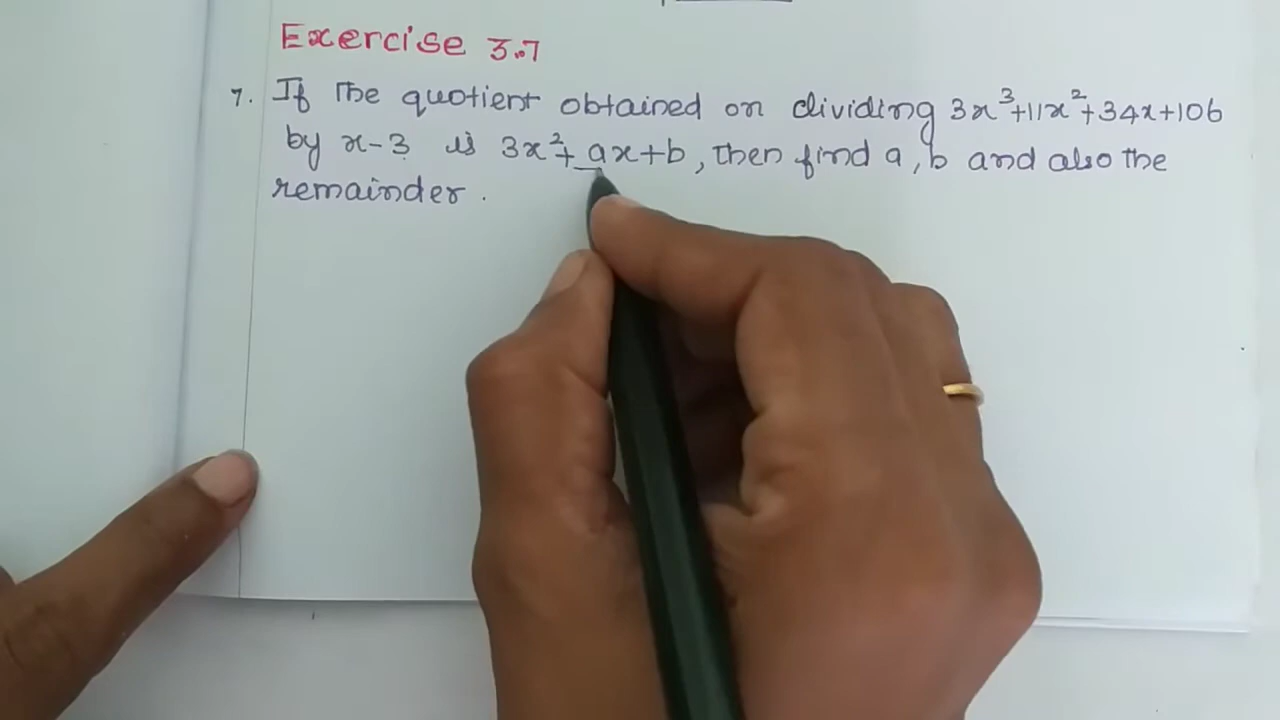 Exercise 3.7
7. If The quotient obtained on dividing 3x³+11x²+34x+106
by x-3 is 3x²+ax+b, then find a, b and also the
remainder.